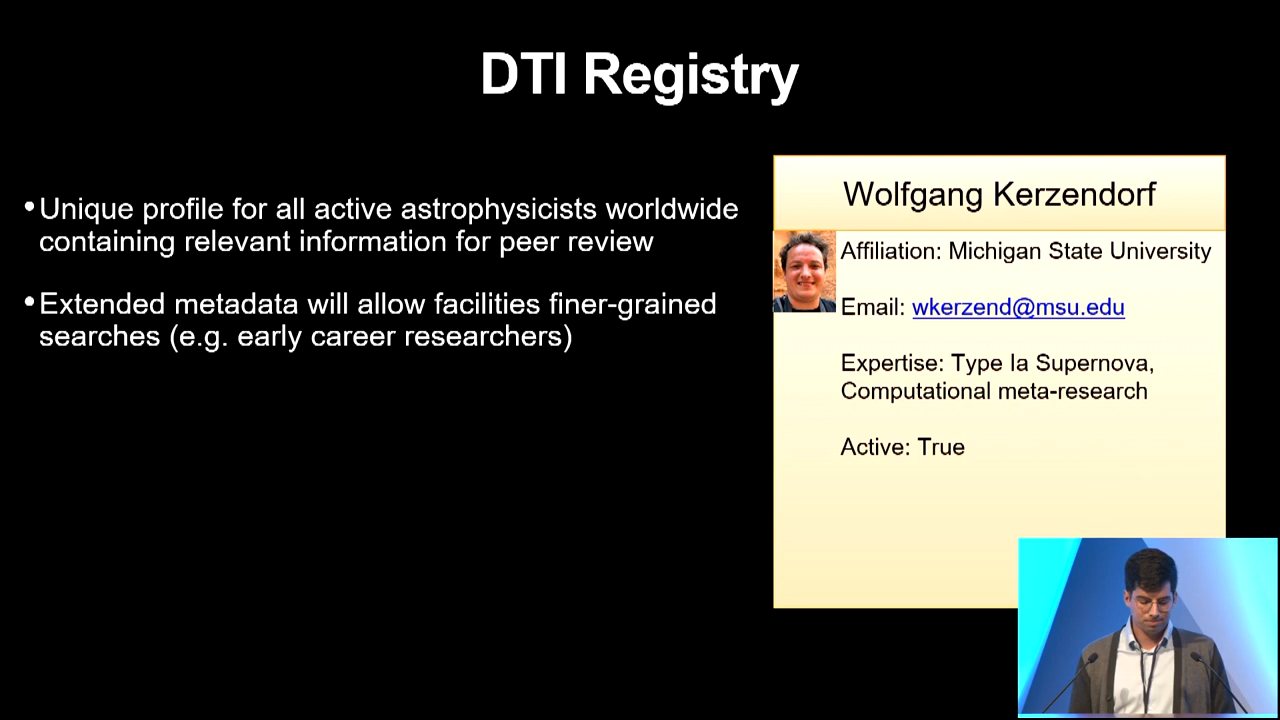 DTI Registry
•Unique profile for all active astrophysicists worldwide
containing relevant information for peer review
•Extended metadata will allow facilities finer-grained
searches (e.g. early career researchers)
Wolfgang Kerzendorf
Affiliation: Michigan State University
Email: wkerzend@msu.edu
Expertise: Type Ia Supernova,
Computational meta-research
Active: True